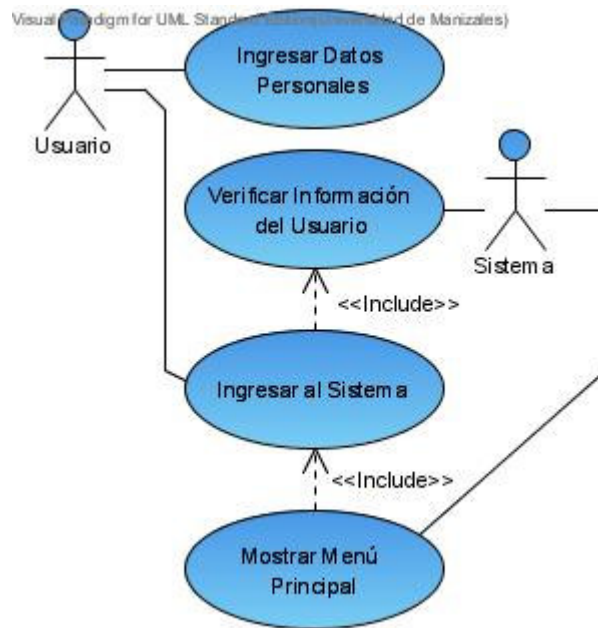 Visual Paradigm for UML Standard Edition(Universidad de Manizales)
Ingresar Datos
Personales
Usuario
Verificar Información
del Usuario
Sistema
<<Include>>
Ingresar al Sistema
<<Include>>
Mostrar Menú
Principal